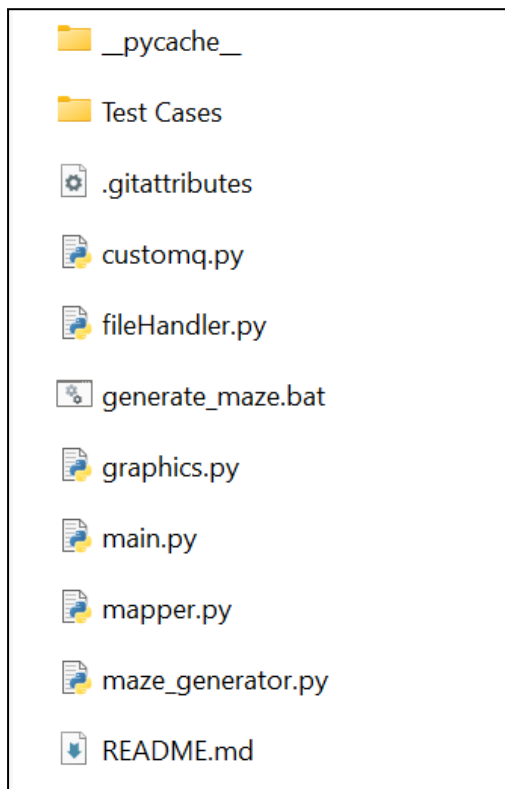 __pycache__
Test Cases
.gitattributes
customq.py
fileHandler.py
generate_maze.bat
graphics.py
main.py
mapper.py
maze_generator.py
README.md